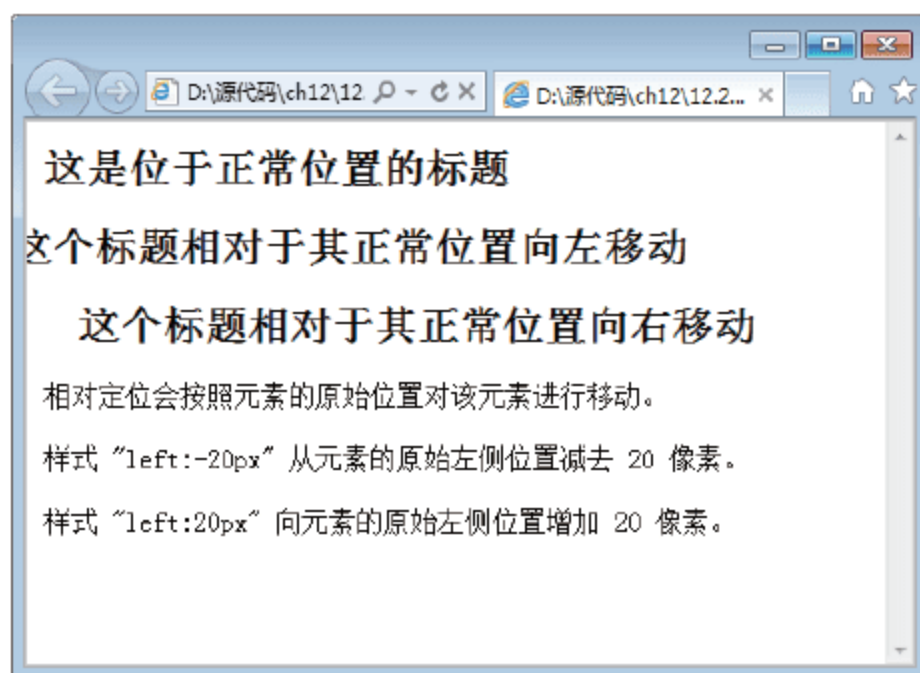 D:\源代码\ch12\12
D:\源代码\ch12\12.2...
这是位于正常位置的标题
这个标题相对于其正常位置向左移动
这个标题相对于其正常位置向右移动
相对定位会按照元素的原始位置对该元素进行移动。
样式 "left:-20px" 从元素的原始左侧位置减去 20 像素。
样式 "left:20px" 向元素的原始左侧位置增加 20 像素。